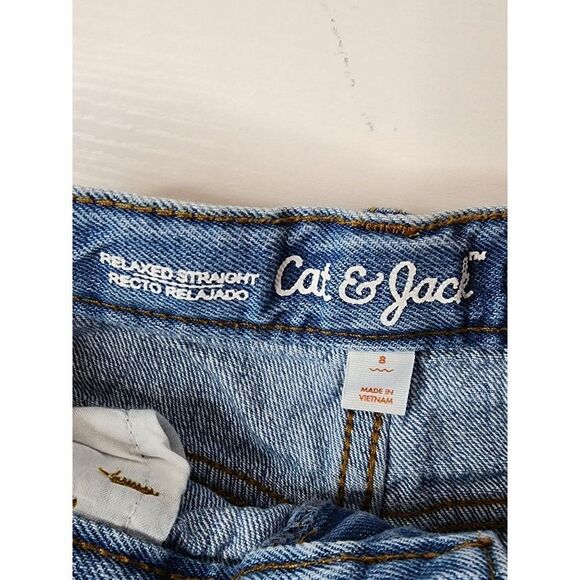 RELAXED STRAIGHT
RECTO RELAJADO
Cat & Jack™
8
MADE IN
VIETNAM